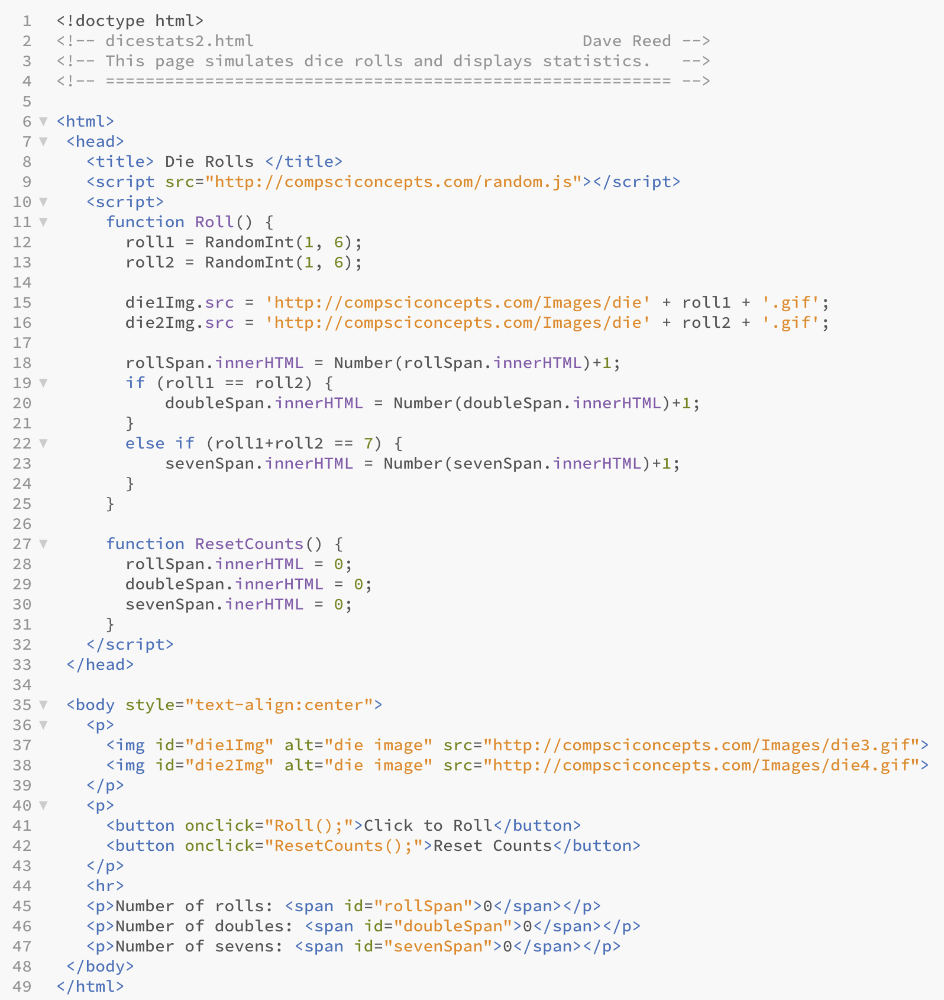 1 <!doctype html>
2 <!-- dicestats2.html                                  Dave Reed -->
3 <!-- This page simulates dice rolls and displays statistics.   -->
4 <!-- ========================================================= -->
5
6 ▼ <html>
7 ▼  <head>
8    <title> Die Rolls </title>
9    <script src="http://compsciconcepts.com/random.js"></script>
10 ▼    <script>
11 ▼      function Roll() {
12        roll1 = RandomInt(1, 6);
13        roll2 = RandomInt(1, 6);
14
15        die1Img.src = 'http://compsciconcepts.com/Images/die' + roll1 + '.gif';
16        die2Img.src = 'http://compsciconcepts.com/Images/die' + roll2 + '.gif';
17
18        rollSpan.innerHTML = Number(rollSpan.innerHTML)+1;
19 ▼        if (roll1 == roll2) {
20            doubleSpan.innerHTML = Number(doubleSpan.innerHTML)+1;
21        }
22 ▼        else if (roll1+roll2 == 7) {
23            sevenSpan.innerHTML = Number(sevenSpan.innerHTML)+1;
24        }
25      }
26
27 ▼      function ResetCounts() {
28        rollSpan.innerHTML = 0;
29        doubleSpan.innerHTML = 0;
30        sevenSpan.inerHTML = 0;
31      }
32    </script>
33  </head>
34
35 ▼  <body style="text-align:center">
36 ▼    <p>
37      <img id="die1Img" alt="die image" src="http://compsciconcepts.com/Images/die3.gif">
38      <img id="die2Img" alt="die image" src="http://compsciconcepts.com/Images/die4.gif">
39    </p>
40 ▼    <p>
41      <button onclick="Roll();">Click to Roll</button>
42      <button onclick="ResetCounts();">Reset Counts</button>
43    </p>
44    <hr>
45    <p>Number of rolls: <span id="rollSpan">0</span></p>
46    <p>Number of doubles: <span id="doubleSpan">0</span></p>
47    <p>Number of sevens: <span id="sevenSpan">0</span></p>
48  </body>
49 </html>